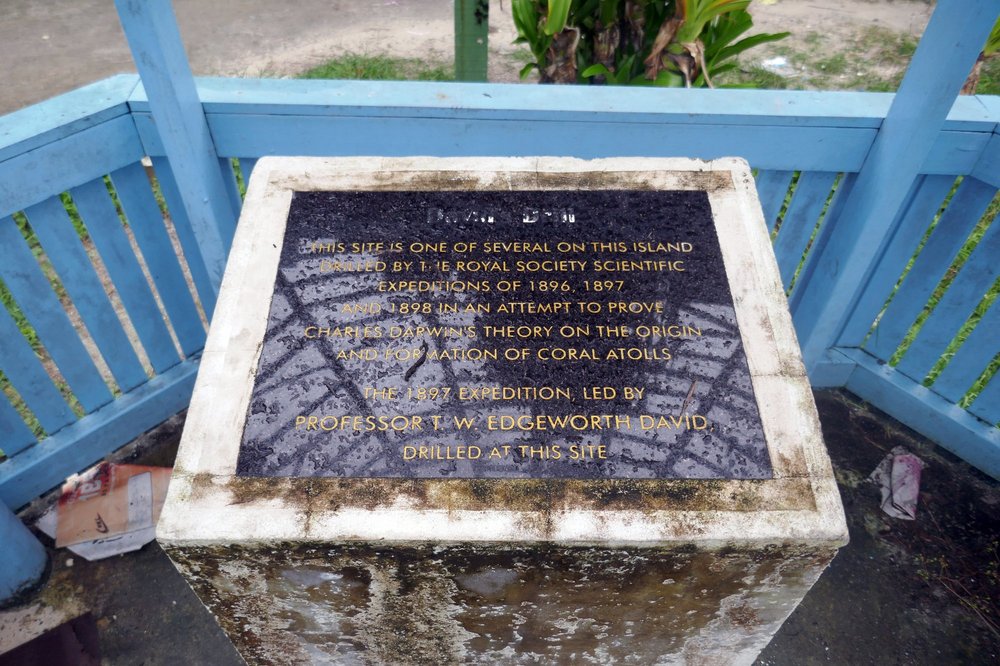 David's Drill
THIS SITE IS ONE OF SEVERAL ON THIS ISLAND
DRILLED BY THE ROYAL SOCIETY SCIENTIFIC
EXPEDITIONS OF 1896, 1897
AND 1898 IN AN ATTEMPT TO PROVE
CHARLES DARWIN'S THEORY ON THE ORIGIN
AND FORMATION OF CORAL ATOLLS
THE 1897 EXPEDITION, LED BY
PROFESSOR T. W. EDGEWORTH DAVID
DRILLED AT THIS SITE